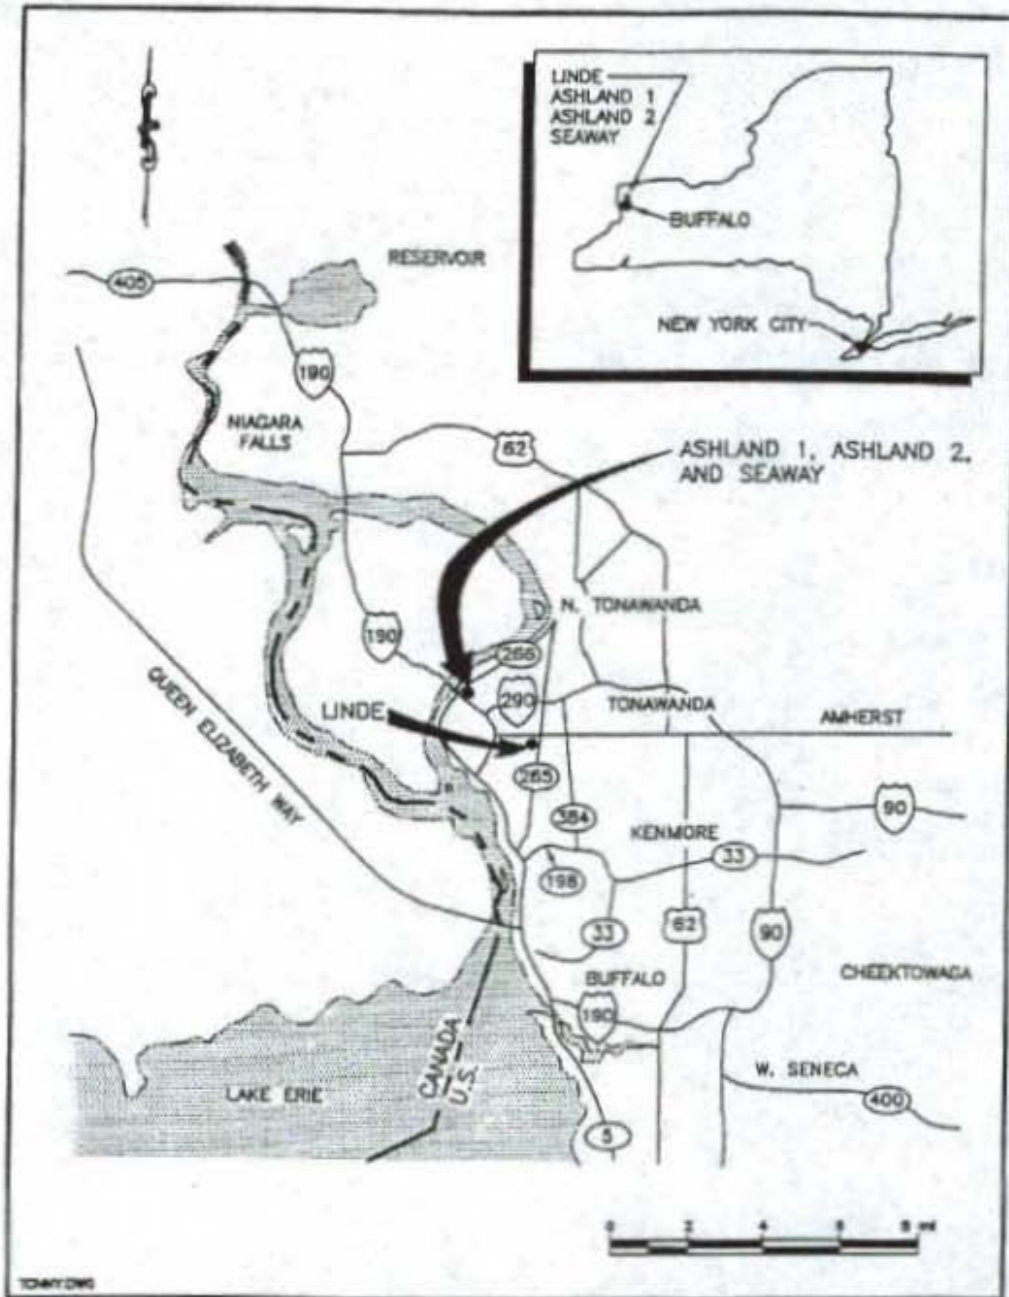 LINDE
ASHLAND 1
ASHLAND 2
SEAWAY
BUFFALO
NEW YORK CITY
RESERVOIR
405
190
NIAGARA
FALLS
62
ASHLAND 1, ASHLAND 2,
AND SEAWAY
N. TONAWANDA
190
266
QUEEN ELIZABETH WAY
290
LINDE
TONAWANDA
AMHERST
265
384
KENMORE
90
33
198
33
62
90
BUFFALO
CHEEKTOWAGA
190
CANADA
U.S.
W. SENECA
LAKE ERIE
400
5
0 2 4 6 8 mi